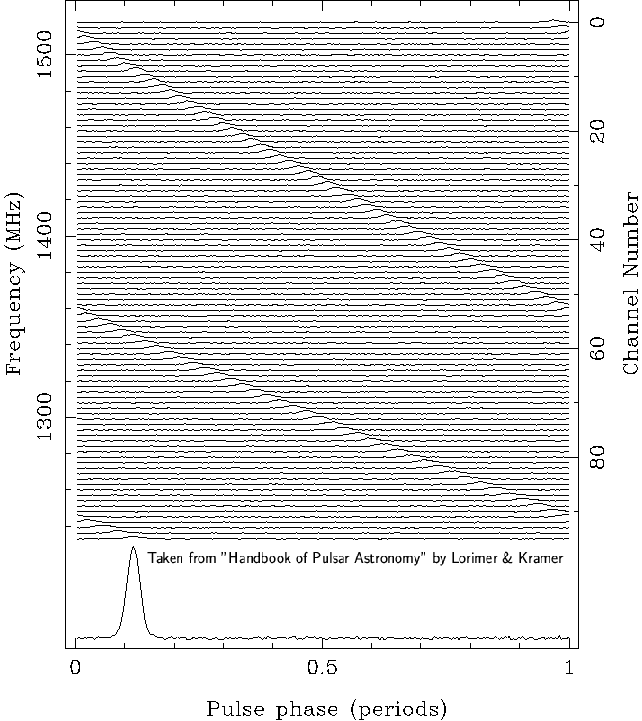 0
1500
20
1400
40
Frequency (MHz)
Channel Number
60
1300
80
Taken from "Handbook of Pulsar Astronomy" by Lorimer & Kramer
0 0.5 1
Pulse phase (periods)